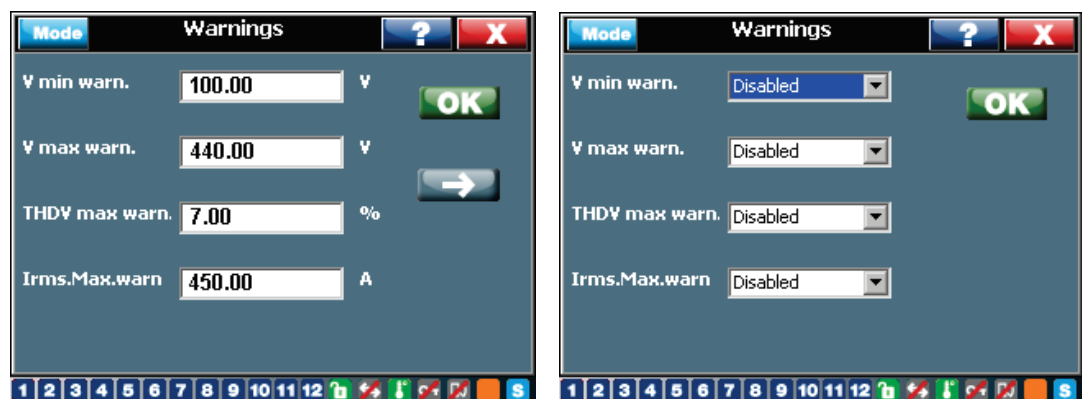 Mode Warnings ? X
V min warn. 100.00 V
OK
V max warn. 440.00 V
THDV max warn. 7.00 %
Irms.Max.warn 450.00 A
1 2 3 4 5 6 7 8 9 10 11 12 S
Mode Warnings ? X
V min warn. Disabled
OK
V max warn. Disabled
THDV max warn. Disabled
Irms.Max.warn Disabled
1 2 3 4 5 6 7 8 9 10 11 12 S